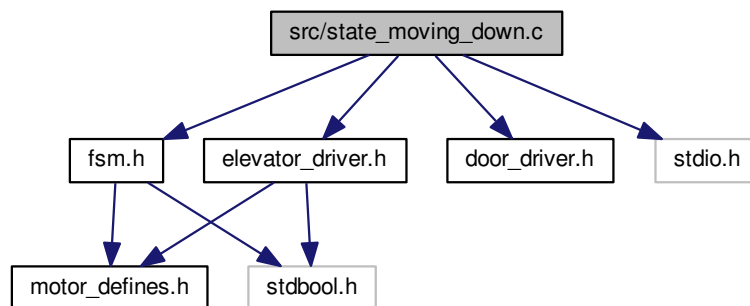 src/state_moving_down.c
fsm.h
elevator_driver.h
door_driver.h
stdio.h
motor_defines.h
stdbool.h